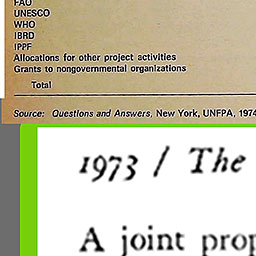 FAO
UNESCO
WHO
IBRD
IPPF
Allocations for other project activities
Grants to nongovernmental organizations
Total
Source: Questions and Answers, New York, UNFPA, 1974
1973 / The
A joint prop